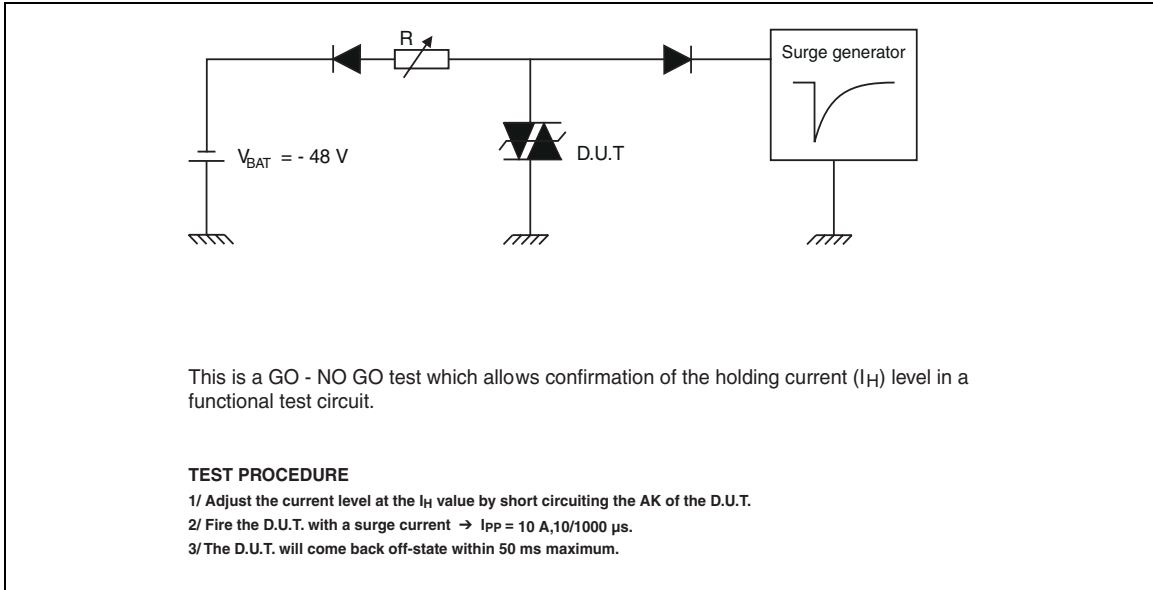 R
Surge generator
VBAT = - 48 V
D.U.T
This is a GO - NO GO test which allows confirmation of the holding current (IH) level in a
functional test circuit.
TEST PROCEDURE
1/ Adjust the current level at the IH value by short circuiting the AK of the D.U.T.
2/ Fire the D.U.T. with a surge current → IPP = 10 A,10/1000 µs.
3/ The D.U.T. will come back off-state within 50 ms maximum.